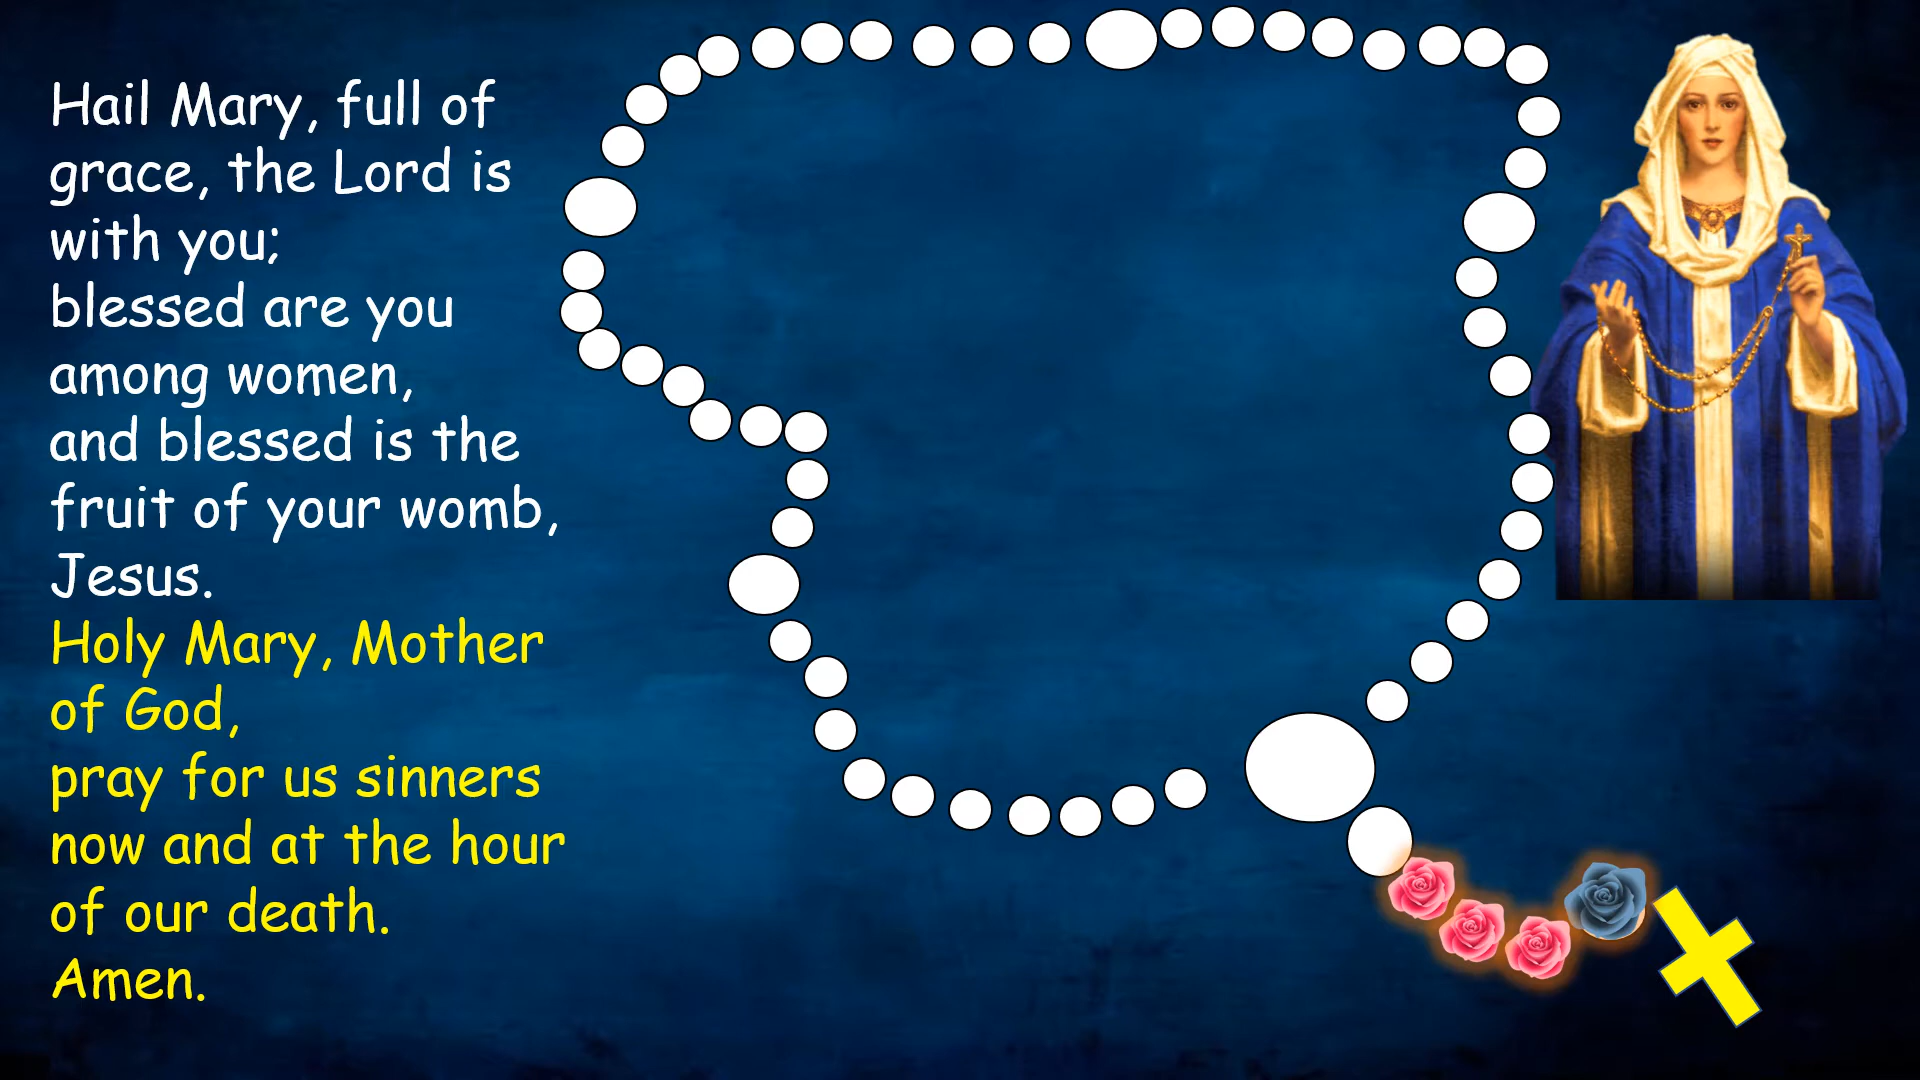 Hail Mary, full of
grace, the Lord is
with you;
blessed are you
among women,
and blessed is the
fruit of your womb,
Jesus.
Holy Mary, Mother
of God,
pray for us sinners
now and at the hour
of our death.
Amen.